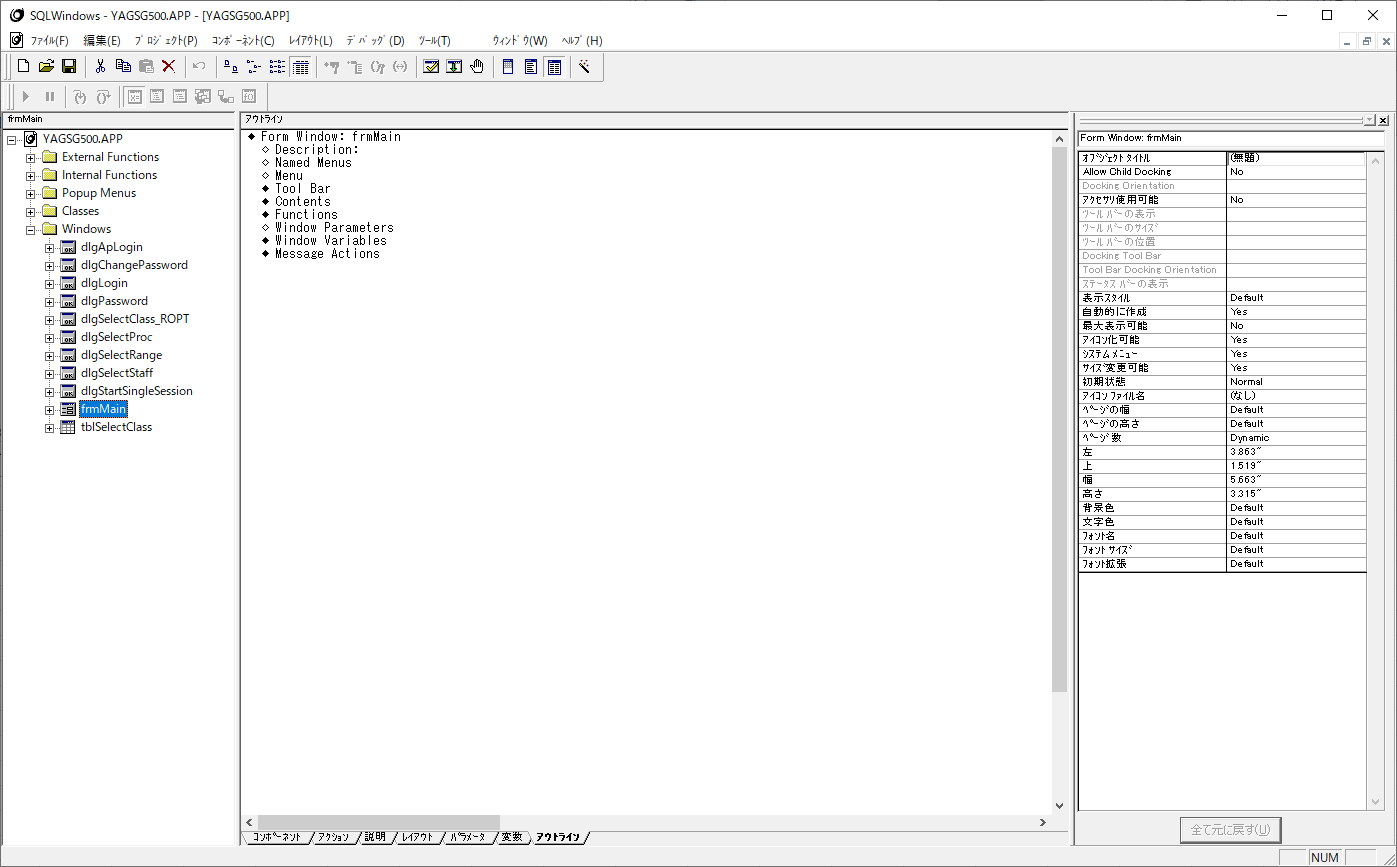 SQLWindows - YAGSG500.APP - [YAGSG500.APP]
ﾌｧｲﾙ(F) 編集(E) ﾌﾟﾛｼﾞｪｸﾄ(P) ｺﾝﾎﾟｰﾈﾝﾄ(C) ﾚｲｱｳﾄ(L) ﾃﾞﾊﾞｯｸﾞ(D) ﾂｰﾙ(T) ｳｨﾝﾄﾞｳ(W) ﾍﾙﾌﾟ(H)
frmMain
YAGSG500.APP
External Functions
Internal Functions
Popup Menus
Classes
Windows
dlgApLogin
dlgChangePassword
dlgLogin
dlgPassword
dlgSelectClass_ROPT
dlgSelectProc
dlgSelectRange
dlgSelectStaff
dlgStartSingleSession
frmMain
tblSelectClass
ｱｳﾄﾗｲﾝ
Form Window: frmMain
Description:
Named Menus
Menu
Tool Bar
Contents
Functions
Window Parameters
Window Variables
Message Actions
ｺﾝﾎﾟｰﾈﾝﾄ ｱｸｼｮﾝ 説明 ﾚｲｱｳﾄ ﾊﾟﾗﾒｰﾀ 変数 ｱｳﾄﾗｲﾝ
Form Window: frmMain
ｵﾌﾞｼﾞｪｸﾄ ﾀｲﾄﾙ (無題)
Allow Child Docking No
Docking Orientation
ｱｸｾｻﾘ使用可能 No
ﾂｰﾙ ﾊﾞｰの表示
ﾂｰﾙ ﾊﾞｰのｻｲｽﾞ
ﾂｰﾙ ﾊﾞｰの位置
Docking Tool Bar
Tool Bar Docking Orientation
ｽﾃｰﾀｽ ﾊﾞｰの表示
表示ｽﾀｲﾙ Default
自動的に作成 Yes
最大表示可能 No
ｱｲｺﾝ化可能 Yes
ｼｽﾃﾑ ﾒﾆｭｰ Yes
ｻｲｽﾞ変更可能 Yes
初期状態 Normal
ｱｲｺﾝ ﾌｧｲﾙ名 (なし)
ﾍﾟｰｼﾞの幅 Default
ﾍﾟｰｼﾞの高さ Default
ﾍﾟｰｼﾞ数 Dynamic
左 3.863"
上 1.519"
幅 5.663"
高さ 3.315"
背景色 Default
文字色 Default
ﾌｫﾝﾄ名 Default
ﾌｫﾝﾄ ｻｲｽﾞ Default
ﾌｫﾝﾄ拡張 Default
全て元に戻す(U)
NUM